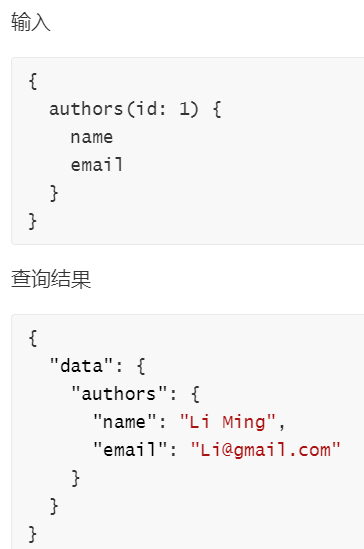 输入
{
  authors(id: 1) {
    name
    email
  }
}
查询结果
{
  "data": {
    "authors": {
      "name": "Li Ming",
      "email": "Li@gmail.com"
    }
  }
}